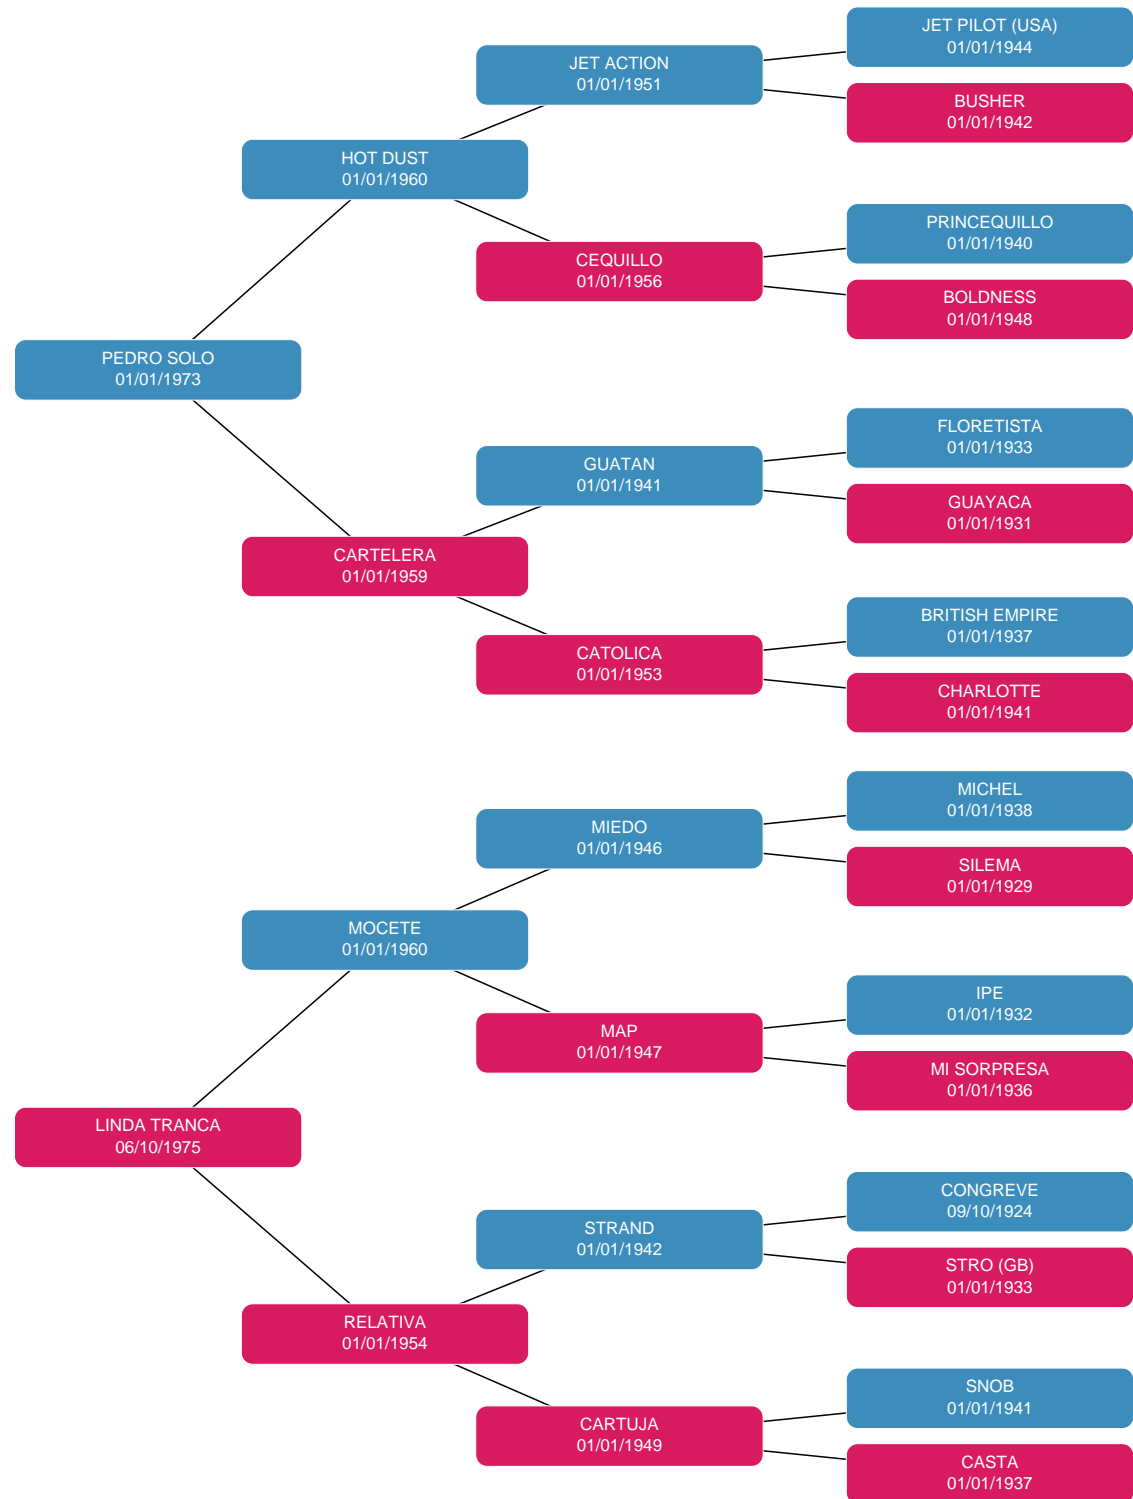 JET PILOT (USA)
01/01/1944
JET ACTION
01/01/1951
BUSHER
01/01/1942
HOT DUST
01/01/1960
PRINCEQUILLO
01/01/1940
CEQUILLO
01/01/1956
BOLDNESS
01/01/1948
PEDRO SOLO
01/01/1973
FLORETISTA
01/01/1933
GUATAN
01/01/1941
GUAYACA
01/01/1931
CARTELERA
01/01/1959
BRITISH EMPIRE
01/01/1937
CATOLICA
01/01/1953
CHARLOTTE
01/01/1941
MICHEL
01/01/1938
MIEDO
01/01/1946
SILEMA
01/01/1929
MOCETE
01/01/1960
IPE
01/01/1932
MAP
01/01/1947
MI SORPRESA
01/01/1936
LINDA TRANCA
06/10/1975
CONGREVE
09/10/1924
STRAND
01/01/1942
STRO (GB)
01/01/1933
RELATIVA
01/01/1954
SNOB
01/01/1941
CARTUJA
01/01/1949
CASTA
01/01/1937